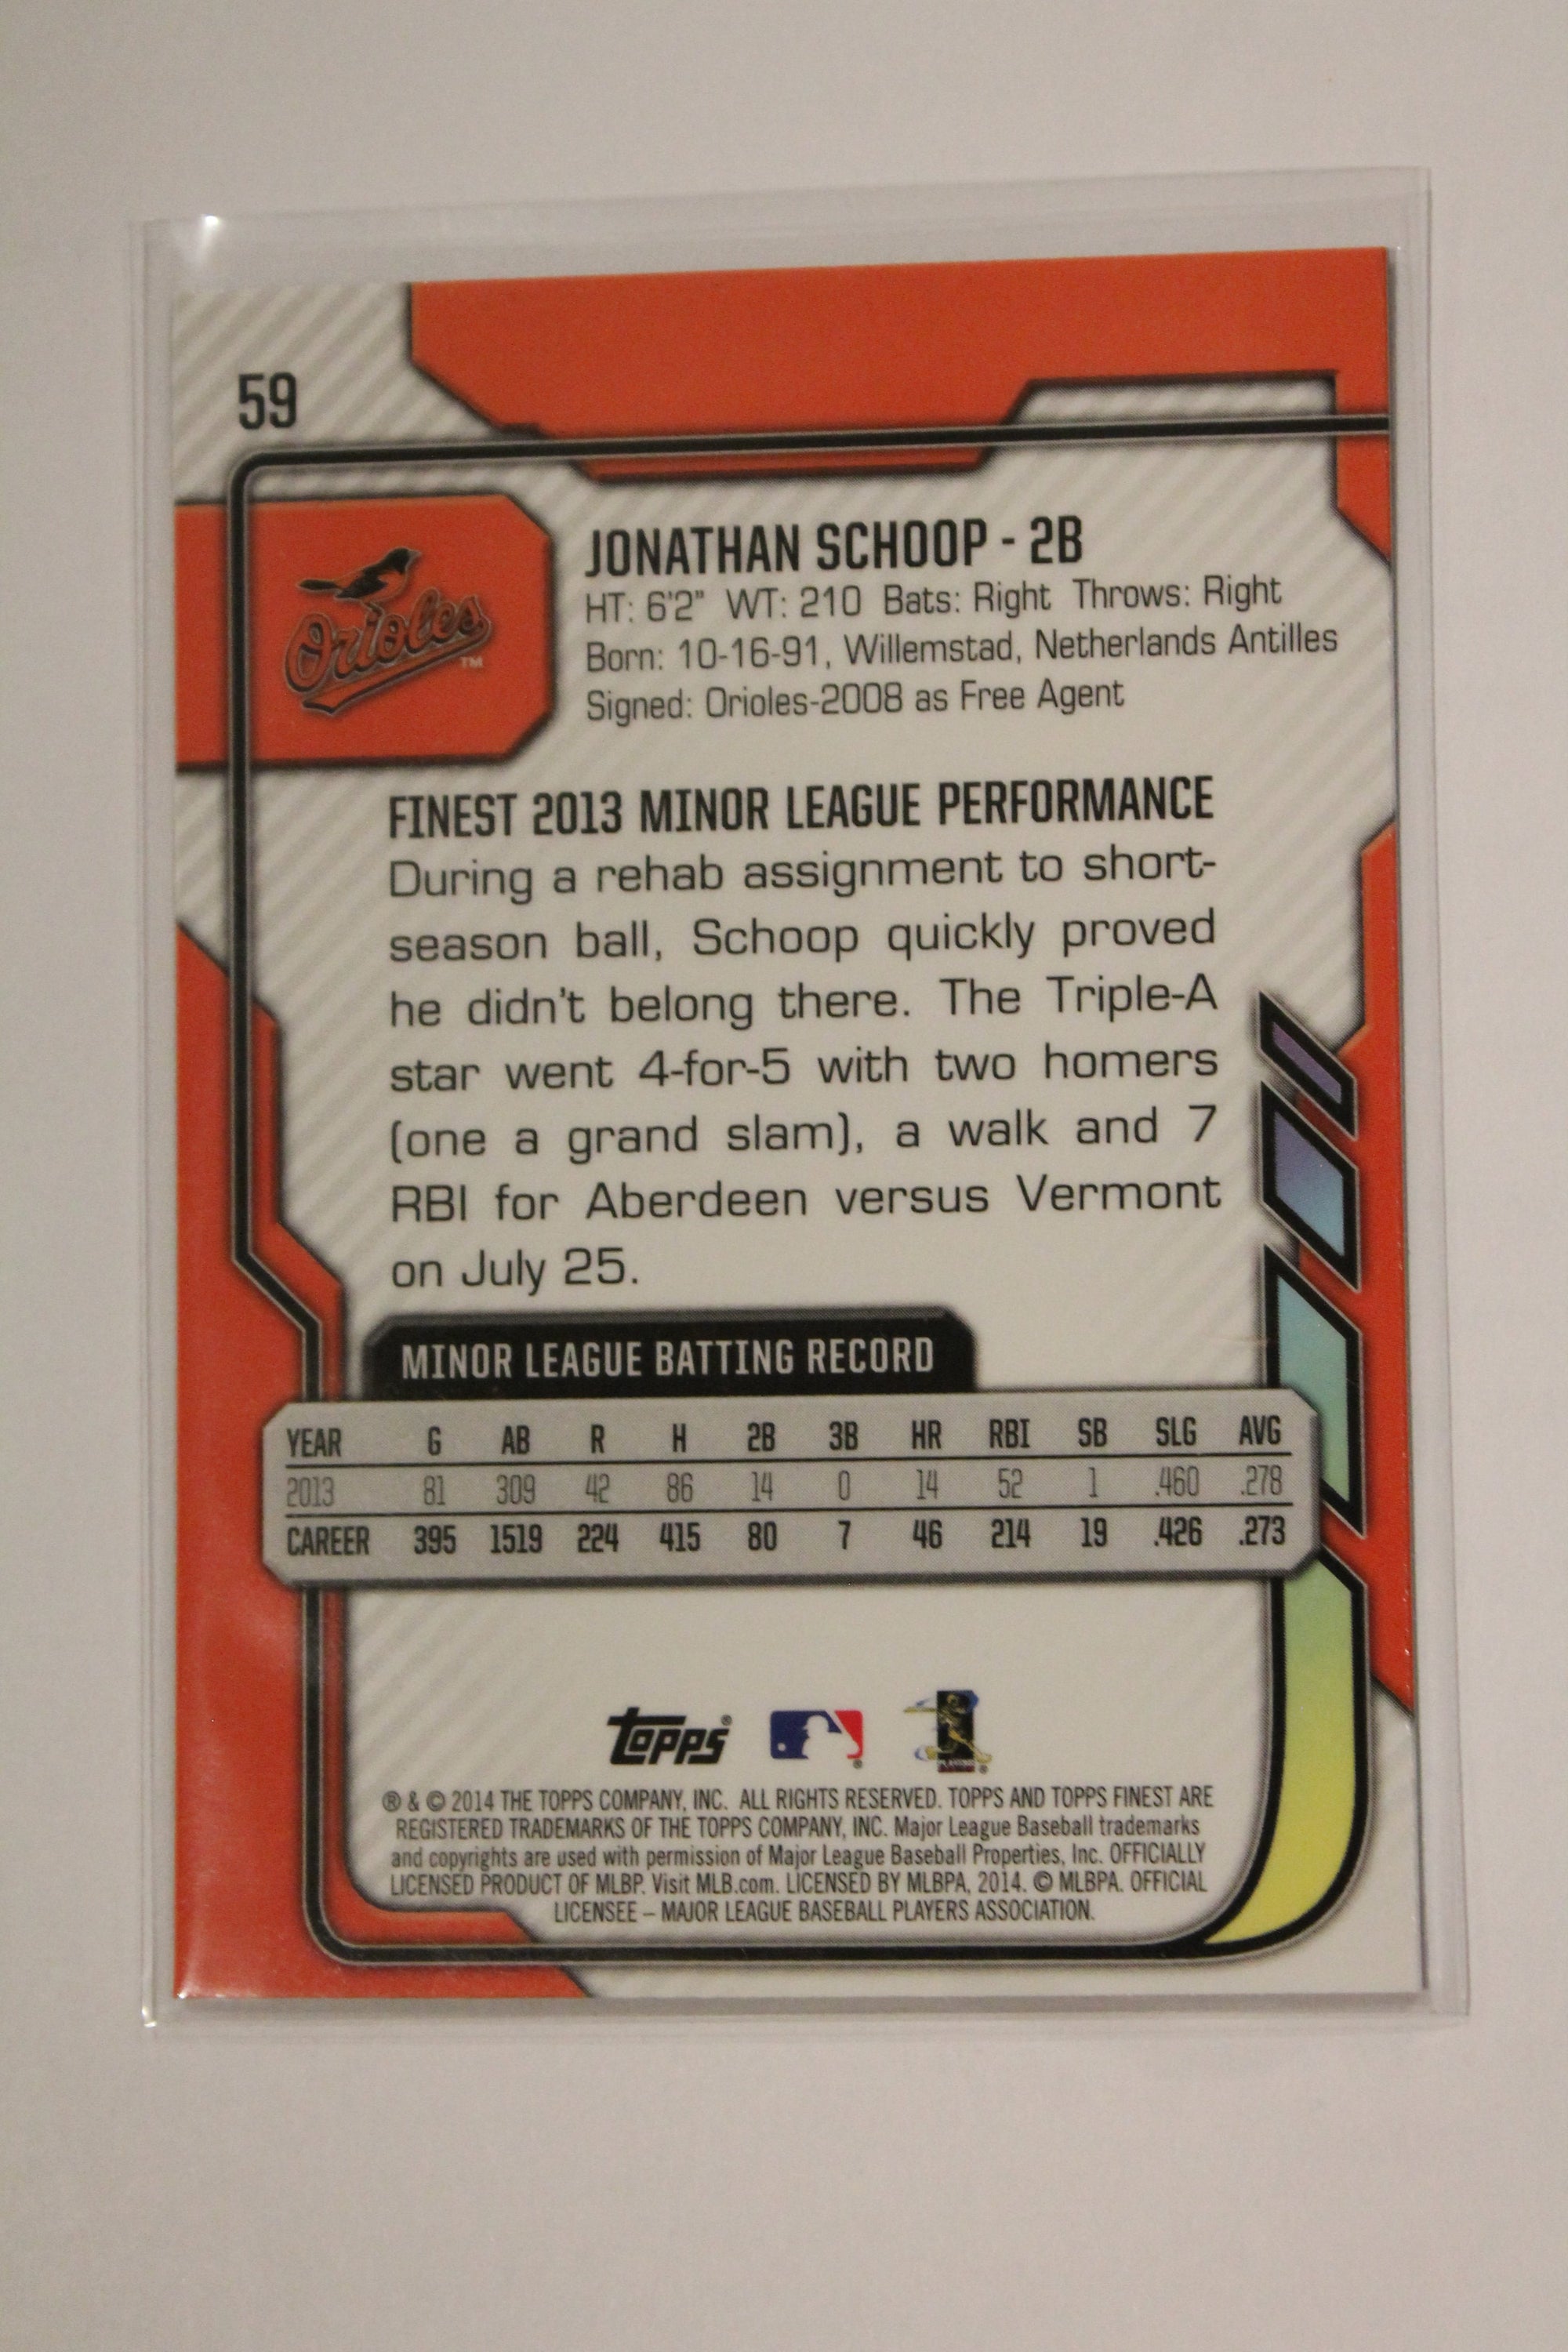 59
Orioles™
JONATHAN SCHOOP - 2B
HT: 6'2" WT: 210 Bats: Right Throws: Right
Born: 10-16-91, Willemstad, Netherlands Antilles
Signed: Orioles-2008 as Free Agent
FINEST 2013 MINOR LEAGUE PERFORMANCE
During a rehab assignment to short-
season ball, Schoop quickly proved
he didn't belong there. The Triple-A
star went 4-for-5 with two homers
(one a grand slam), a walk and 7
RBI for Aberdeen versus Vermont
on July 25.
MINOR LEAGUE BATTING RECORD
YEAR G AB R H 2B 3B HR RBI SB SLG AVG
2013 81 309 42 86 14 0 14 52 1 .460 .278
CAREER 395 1519 224 415 80 7 46 214 19 .426 .273
Topps®
® & © 2014 THE TOPPS COMPANY, INC. ALL RIGHTS RESERVED. TOPPS AND TOPPS FINEST ARE
REGISTERED TRADEMARKS OF THE TOPPS COMPANY, INC. Major League Baseball trademarks
and copyrights are used with permission of Major League Baseball Properties, Inc. OFFICIALLY
LICENSED PRODUCT OF MLBP. Visit MLB.com. LICENSED BY MLBPA, 2014. © MLBPA. OFFICIAL
LICENSEE – MAJOR LEAGUE BASEBALL PLAYERS ASSOCIATION.